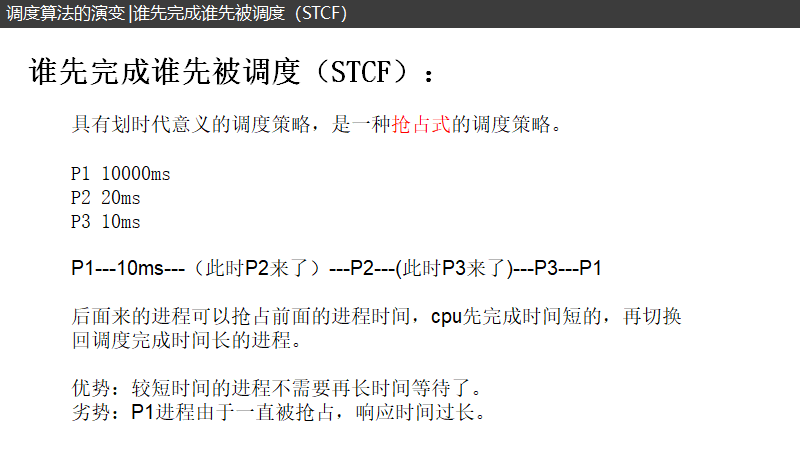 调度算法的演变|谁先完成谁先被调度（STCF）
谁先完成谁先被调度（STCF）：
具有划时代意义的调度策略，是一种抢占式的调度策略。
P1 10000ms
P2 20ms
P3 10ms
P1---10ms---（此时P2来了）---P2---(此时P3来了)---P3---P1
后面来的进程可以抢占前面的进程时间，cpu先完成时间短的，再切换
回调度完成时间长的进程。
优势：较短时间的进程不需要再长时间等待了。
劣势：P1进程由于一直被抢占，响应时间过长。